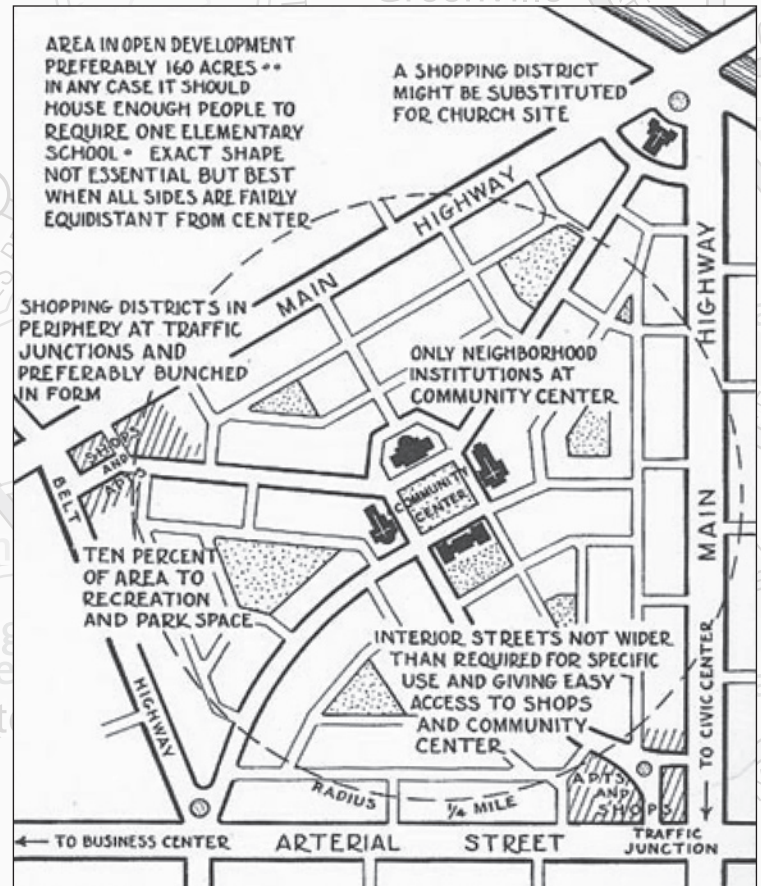 AREA IN OPEN DEVELOPMENT
PREFERABLY 160 ACRES • •
IN ANY CASE IT SHOULD
HOUSE ENOUGH PEOPLE TO
REQUIRE ONE ELEMENTARY
SCHOOL • EXACT SHAPE
NOT ESSENTIAL BUT BEST
WHEN ALL SIDES ARE FAIRLY
EQUIDISTANT FROM CENTER
A SHOPPING DISTRICT
MIGHT BE SUBSTITUTED
FOR CHURCH SITE
MAIN HIGHWAY
HIGHWAY
MAIN
SHOPPING DISTRICTS IN
PERIPHERY AT TRAFFIC
JUNCTIONS AND
PREFERABLY BUNCHED
IN FORM
ONLY NEIGHBORHOOD
INSTITUTIONS AT
COMMUNITY CENTER
SHOPS
AND
APTS
BELT
HIGHWAY
COMMUNITY
CENTER
TEN PERCENT
OF AREA TO
RECREATION
AND PARK SPACE
INTERIOR STREETS NOT WIDER
THAN REQUIRED FOR SPECIFIC
USE AND GIVING EASY
ACCESS TO SHOPS
AND COMMUNITY
CENTER
TO CIVIC CENTER
RADIUS 1/4 MILE
APTS
AND
SHOPS
TRAFFIC
JUNCTION
← TO BUSINESS CENTER
ARTERIAL STREET